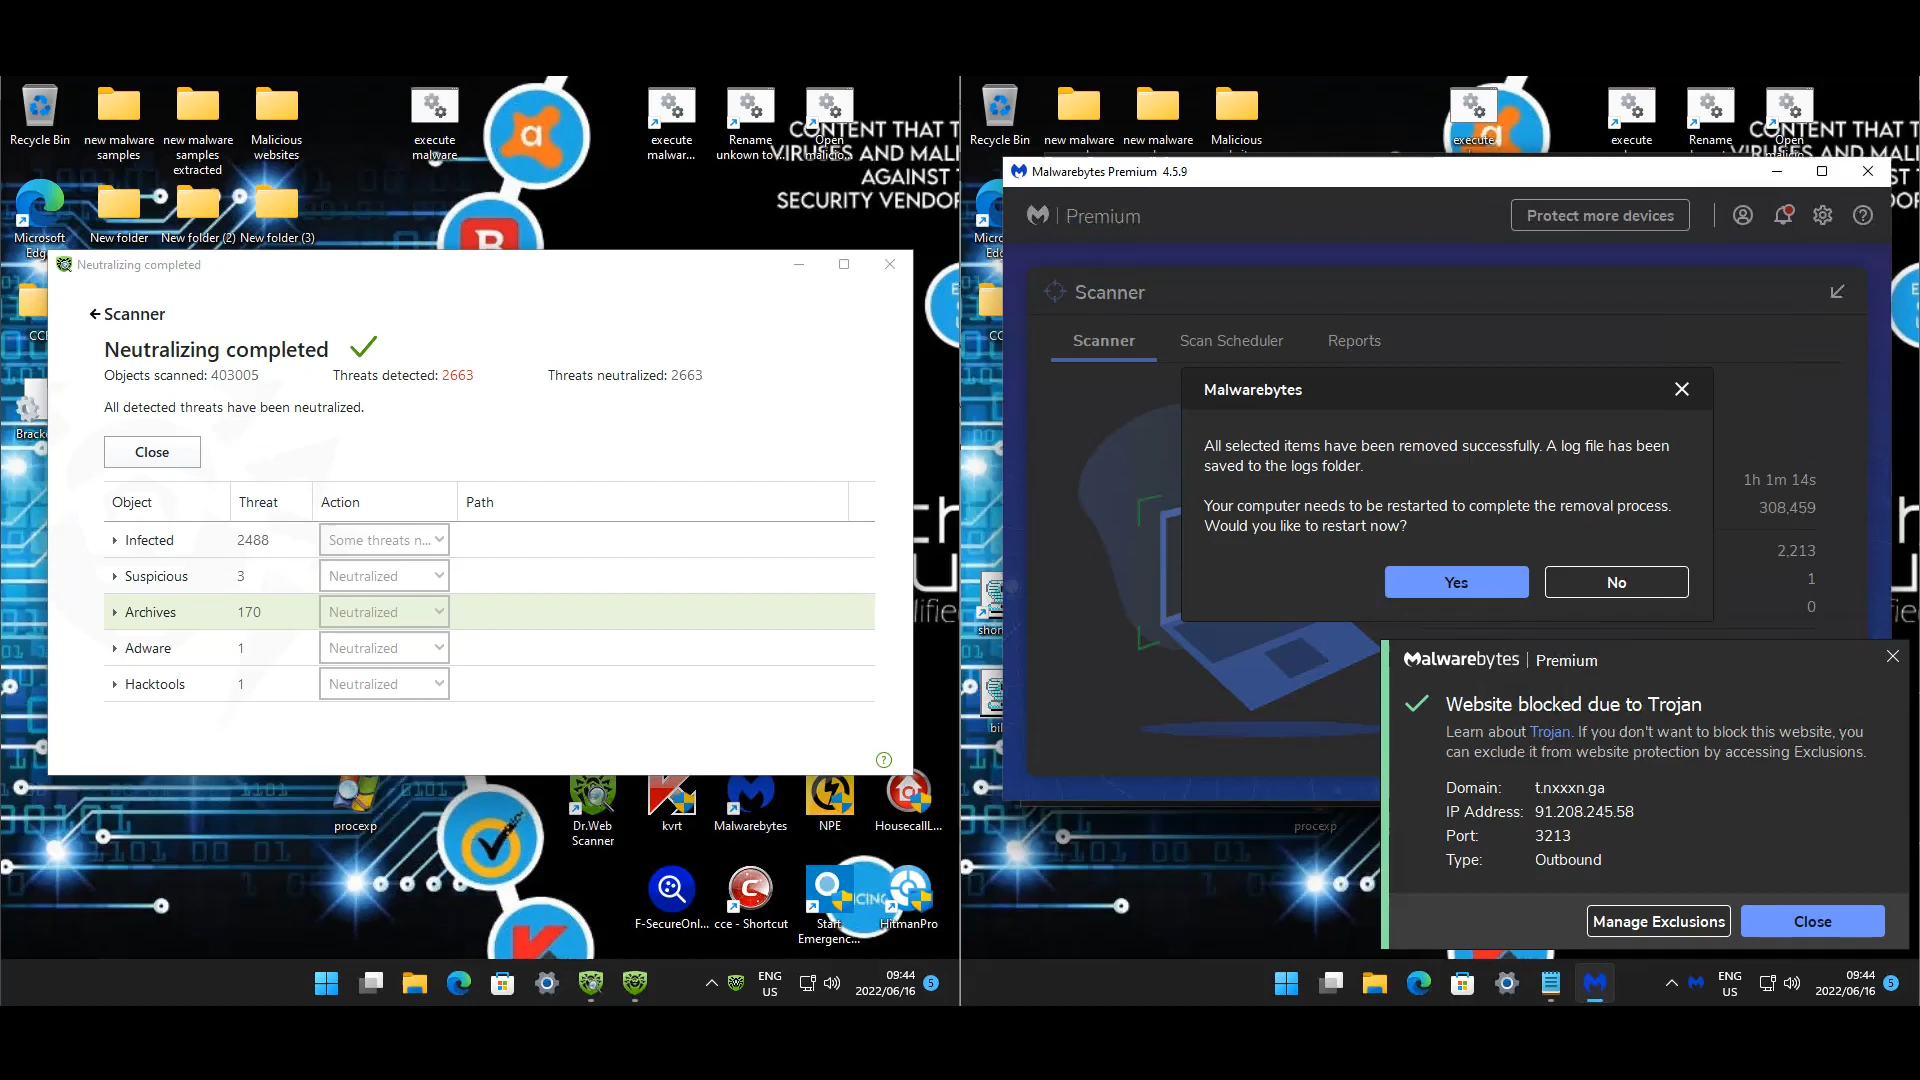 Recycle Bin
new malware
samples
new malware
samples
extracted
Malicious
websites
execute
malware
execute
malwar...
Rename
unkown to ...
Open
malicio...
CONTENT THAT T
VIRUSES AND MALI
AGAINST
SECURITY VENDOR
Microsoft
Edge
New folder
New folder (2)
New folder (3)
Neutralizing completed
Scanner
Neutralizing completed
Objects scanned: 403005
Threats detected: 2663
Threats neutralized: 2663
All detected threats have been neutralized.
Close
Object
Threat
Action
Path
Infected
2488
Some threats n...
Suspicious
3
Neutralized
Archives
170
Neutralized
Adware
1
Neutralized
Hacktools
1
Neutralized
procexp
Dr.Web
Scanner
kvrt
Malwarebytes
NPE
HousecallL...
F-SecureOnl...
cce - Shortcut
Start
Emergenc...
HitmanPro
ENG
US
09:44
2022/06/16
5
Recycle Bin
new malware
new malware
Malicious
execute
execute
Rename
Open
CONTENT THAT T
Malwarebytes Premium 4.5.9
Premium
Protect more devices
Scanner
Scanner
Scan Scheduler
Reports
Malwarebytes
All selected items have been removed successfully. A log file has been
saved to the logs folder.
Your computer needs to be restarted to complete the removal process.
Would you like to restart now?
Yes
No
1h 1m 14s
308,459
2,213
1
0
Malwarebytes | Premium
Website blocked due to Trojan
Learn about Trojan. If you don't want to block this website, you
can exclude it from website protection by accessing Exclusions.
Domain: t.nxxxn.ga
IP Address: 91.208.245.58
Port: 3213
Type: Outbound
Manage Exclusions
Close
procexp
ENG
US
09:44
2022/06/16
5